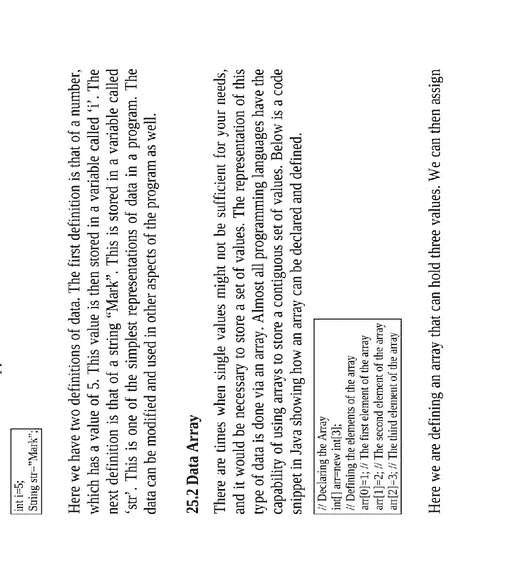 int i=5;
String str="Mark";
Here we have two definitions of data. The first definition is that of a number,
which has a value of 5. This value is then stored in a variable called ‘i’. The
next definition is that of a string “Mark”. This is stored in a variable called
‘str’. This is one of the simplest representations of data in a program. The
data can be modified and used in other aspects of the program as well.
25.2 Data Array
There are times when single values might not be sufficient for your needs,
and it would be necessary to store a set of values. The representation of this
type of data is done via an array. Almost all programming languages have the
capability of using arrays to store a contiguous set of values. Below is a code
snippet in Java showing how an array can be declared and defined.
// Declaring the Array
int[] arr=new int[3];
// Defining the elements of the array
arr[0]=1; // The first element of the array
arr[1]=2; // The second element of the array
arr[2]=3; // The third element of the array
Here we are defining an array that can hold three values. We can then assign